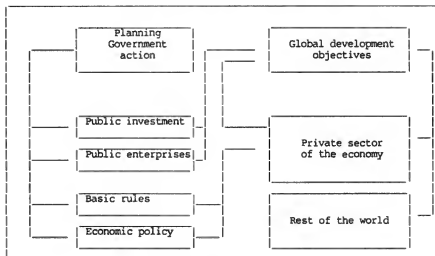 Planning
Government
action
Global development
objectives
Public investment
Public enterprises
Private sector
of the economy
Basic rules
Economic policy
Rest of the world